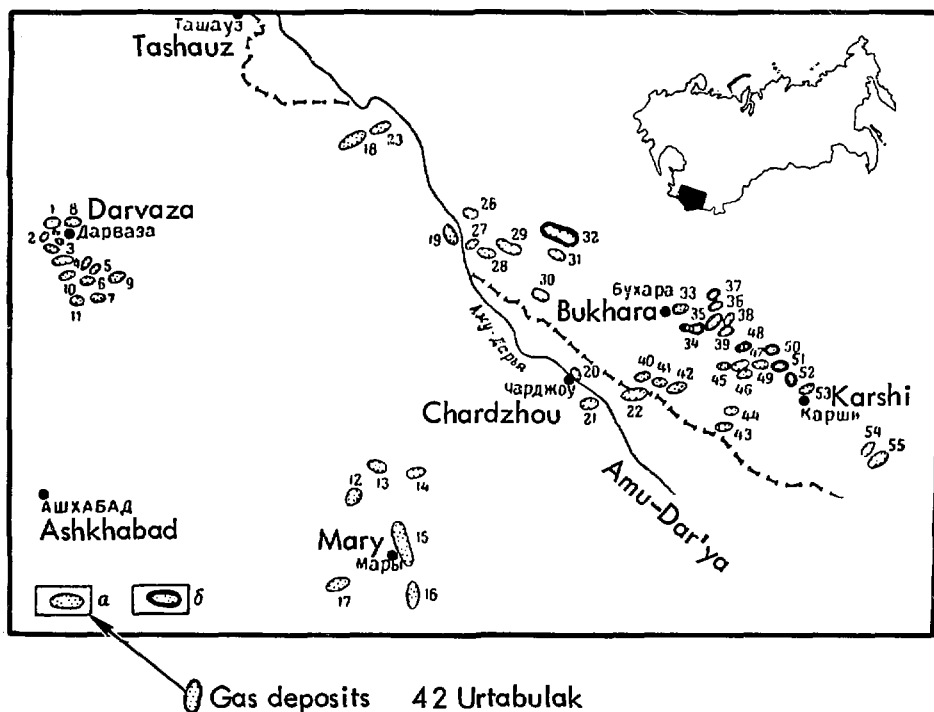 Ташауз
Tashauz
18 23
1 8 Darvaza
2 Дарваза
3
4 5
10 6 9
11 7
26
19 27 29 32
28 31
30
Бухара 33 37
36
Bukhara 35 38
34 39 48
47 50
51
40 41 42 45 46 49 52
53 Karshi
Карши
20
Чарджоу
Chardzhou 21 22
44
43
54 55
Аму-Дарья
Amu-Dar'ya
12 13 14
АШХАБАД
Ashkhabad
Mary 15
Мары
17 16
а б
Gas deposits 42 Urtabulak